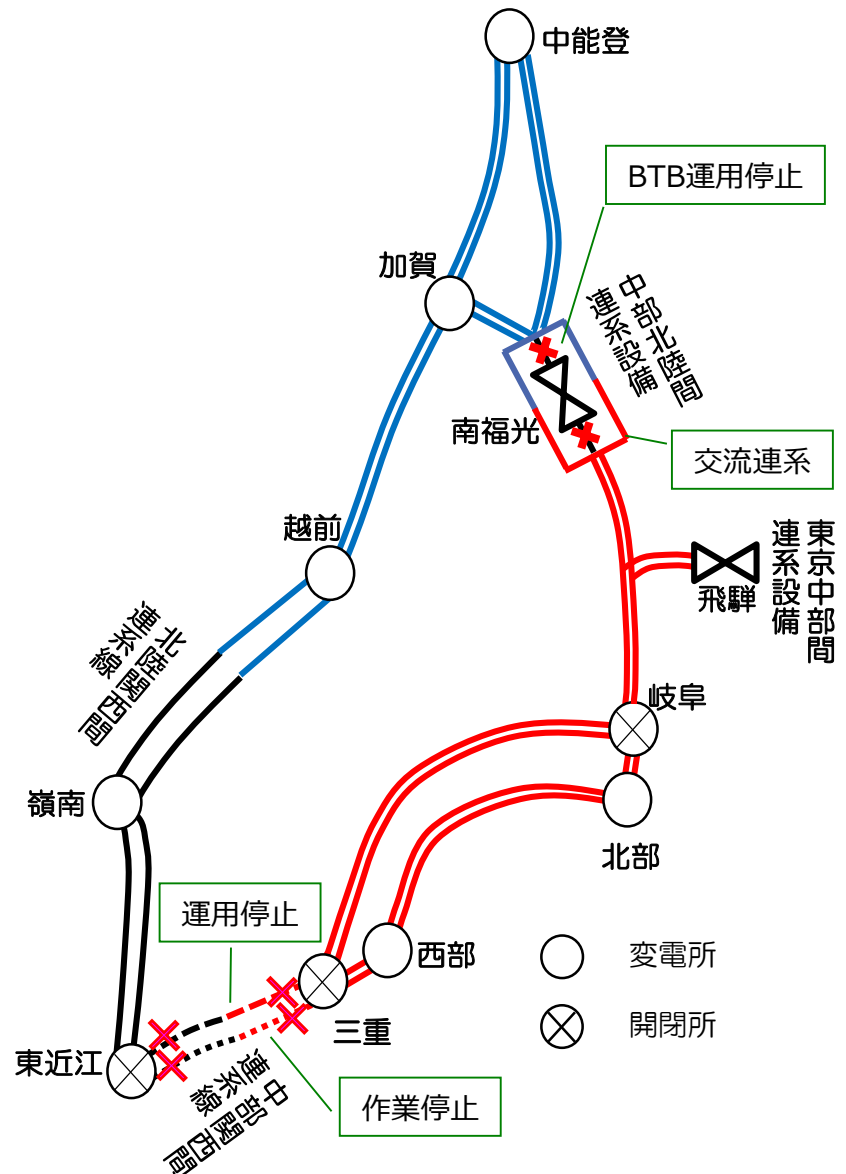 中能登
BTB運用停止
加賀
中部北陸間
連系設備
南福光
交流連系
越前
東京中部間
連系設備
飛騨
北陸関西間
連系線
岐阜
嶺南
北部
運用停止
西部
変電所
三重
開閉所
東近江
中部関西間
連系線
作業停止